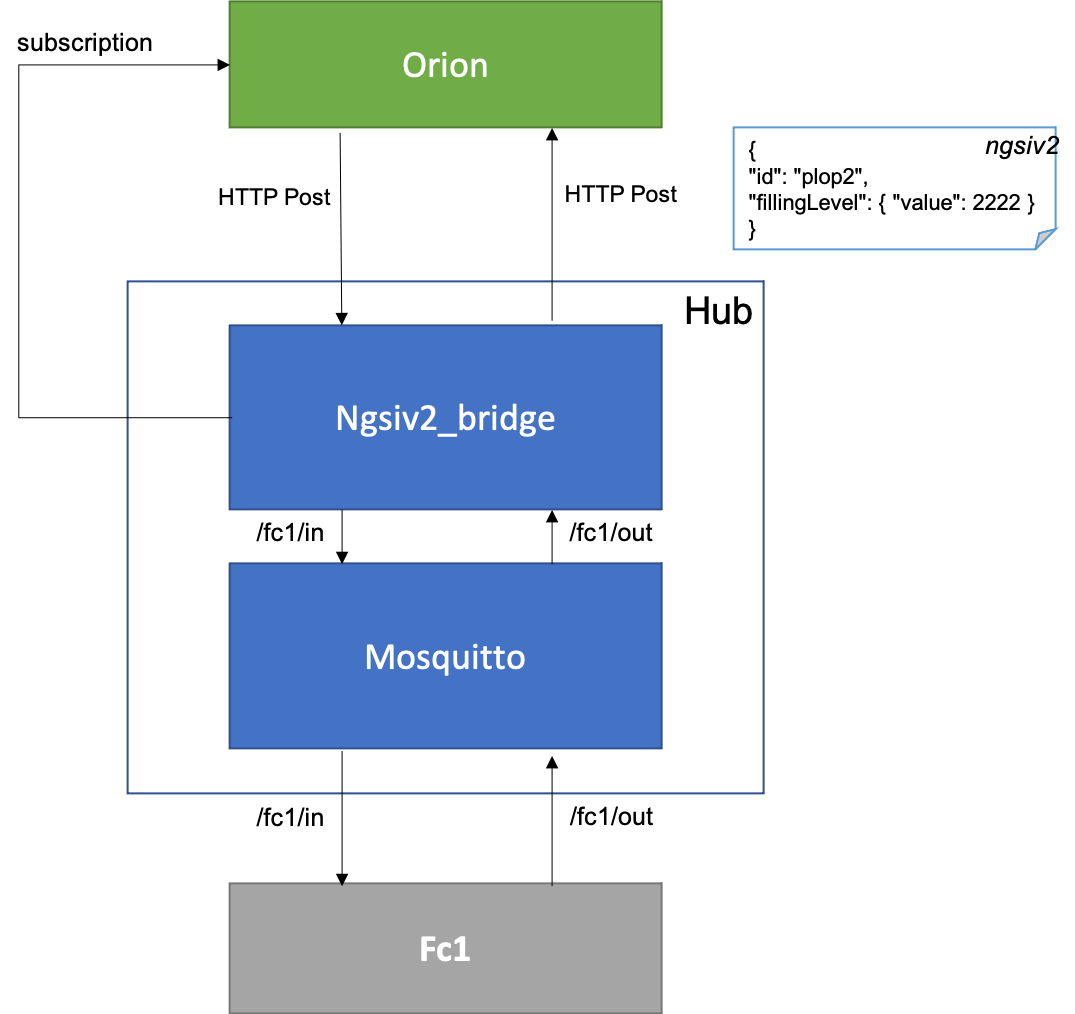 subscription
Orion
HTTP Post
HTTP Post
ngsiv2
{
"id": "plop2",
"fillingLevel": { "value": 2222 }
}
Hub
Ngsiv2_bridge
/fc1/in
/fc1/out
Mosquitto
/fc1/in
/fc1/out
Fc1